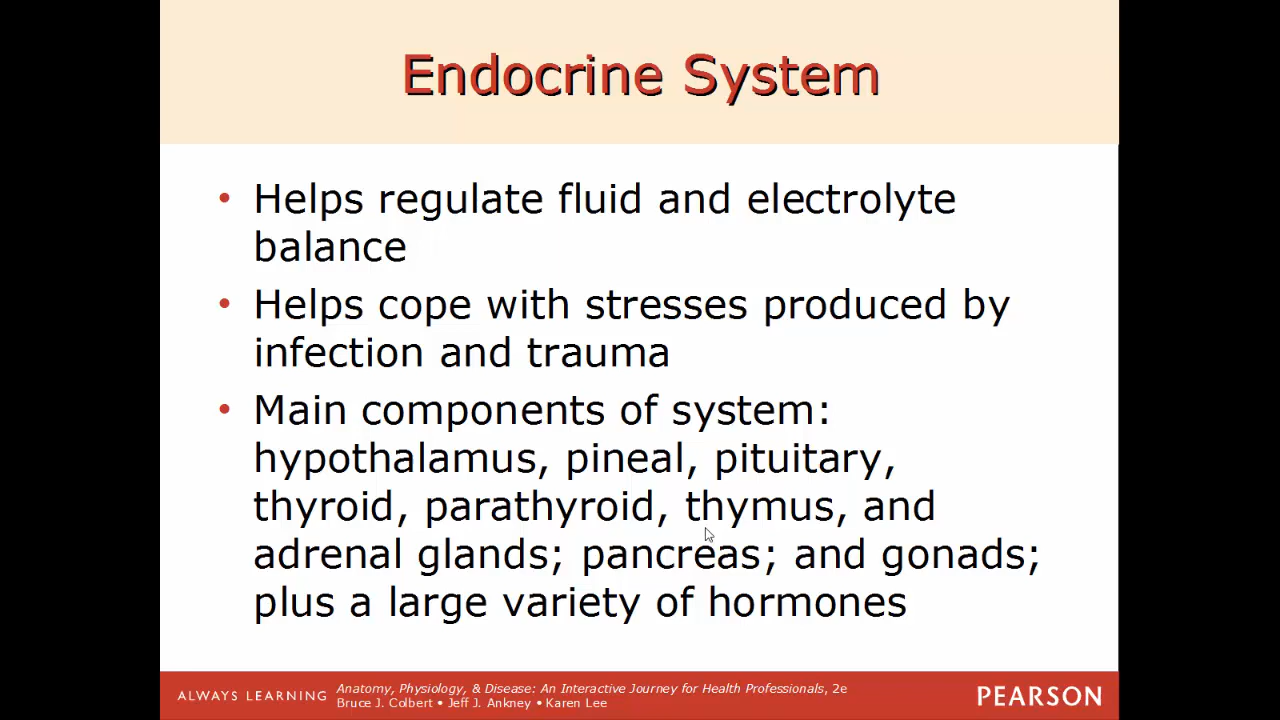 Endocrine System
• Helps regulate fluid and electrolyte
balance
• Helps cope with stresses produced by
infection and trauma
• Main components of system:
hypothalamus, pineal, pituitary,
thyroid, parathyroid, thymus, and
adrenal glands; pancreas; and gonads;
plus a large variety of hormones
ALWAYS LEARNING
Anatomy, Physiology, & Disease: An Interactive Journey for Health Professionals, 2e
Bruce J. Colbert • Jeff J. Ankney • Karen Lee
PEARSON